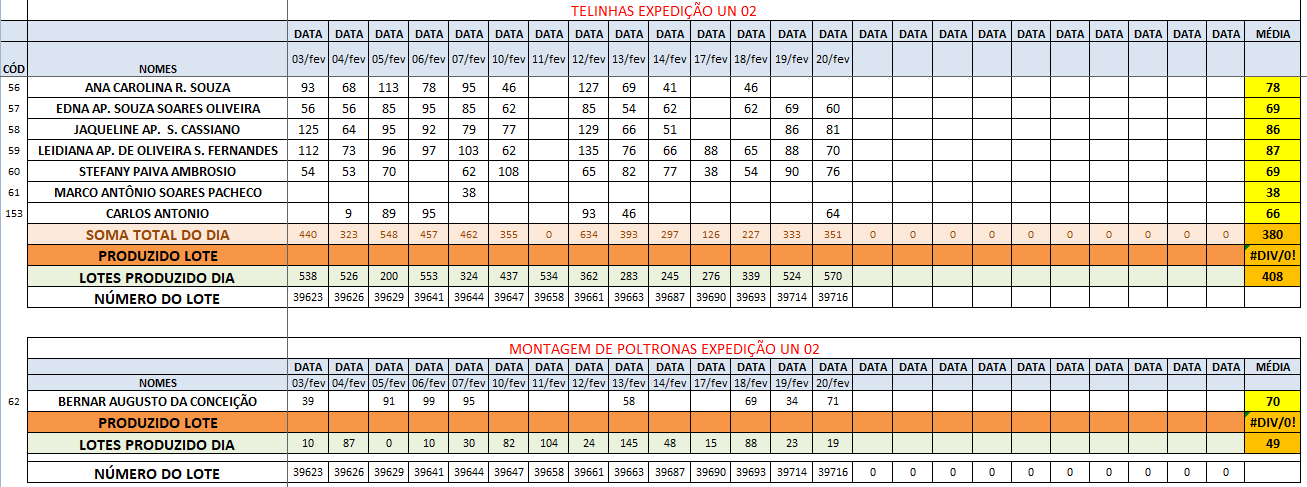 TELINHAS EXPEDIÇÃO UN 02
DATA DATA DATA DATA DATA DATA DATA DATA DATA DATA DATA DATA DATA DATA DATA DATA DATA DATA DATA DATA DATA DATA DATA DATA MÉDIA
CÓD NOMES 03/fev 04/fev 05/fev 06/fev 07/fev 10/fev 11/fev 12/fev 13/fev 14/fev 17/fev 18/fev 19/fev 20/fev
56 ANA CAROLINA R. SOUZA 93 68 113 78 95 46 127 69 41 46 78
57 EDNA AP. SOUZA SOARES OLIVEIRA 56 56 85 95 85 62 85 54 62 62 69 60 69
58 JAQUELINE AP. S. CASSIANO 125 64 95 92 79 77 129 66 51 86 81 86
59 LEIDIANA AP. DE OLIVEIRA S. FERNANDES 112 73 96 97 103 62 135 76 66 88 65 88 70 87
60 STEFANY PAIVA AMBROSIO 54 53 70 62 108 65 82 77 38 54 90 76 69
61 MARCO ANTÔNIO SOARES PACHECO 38 38
153 CARLOS ANTONIO 9 89 95 93 46 64 66
SOMA TOTAL DO DIA 440 323 548 457 462 355 0 634 393 297 126 227 333 351 0 0 0 0 0 0 0 0 0 0 380
PRODUZIDO LOTE #DIV/0!
LOTES PRODUZIDO DIA 538 526 200 553 324 437 534 362 283 245 276 339 524 570 408
NÚMERO DO LOTE 39623 39626 39629 39641 39644 39647 39658 39661 39663 39687 39690 39693 39714 39716
MONTAGEM DE POLTRONAS EXPEDIÇÃO UN 02
DATA DATA DATA DATA DATA DATA DATA DATA DATA DATA DATA DATA DATA DATA DATA DATA DATA DATA DATA DATA DATA DATA DATA DATA MÉDIA
NOMES 03/fev 04/fev 05/fev 06/fev 07/fev 10/fev 11/fev 12/fev 13/fev 14/fev 17/fev 18/fev 19/fev 20/fev
62 BERNAR AUGUSTO DA CONCEIÇÃO 39 91 99 95 58 69 34 71 70
PRODUZIDO LOTE #DIV/0!
LOTES PRODUZIDO DIA 10 87 0 10 30 82 104 24 145 48 15 88 23 19 49
NÚMERO DO LOTE 39623 39626 39629 39641 39644 39647 39658 39661 39663 39687 39690 39693 39714 39716 0 0 0 0 0 0 0 0 0 0